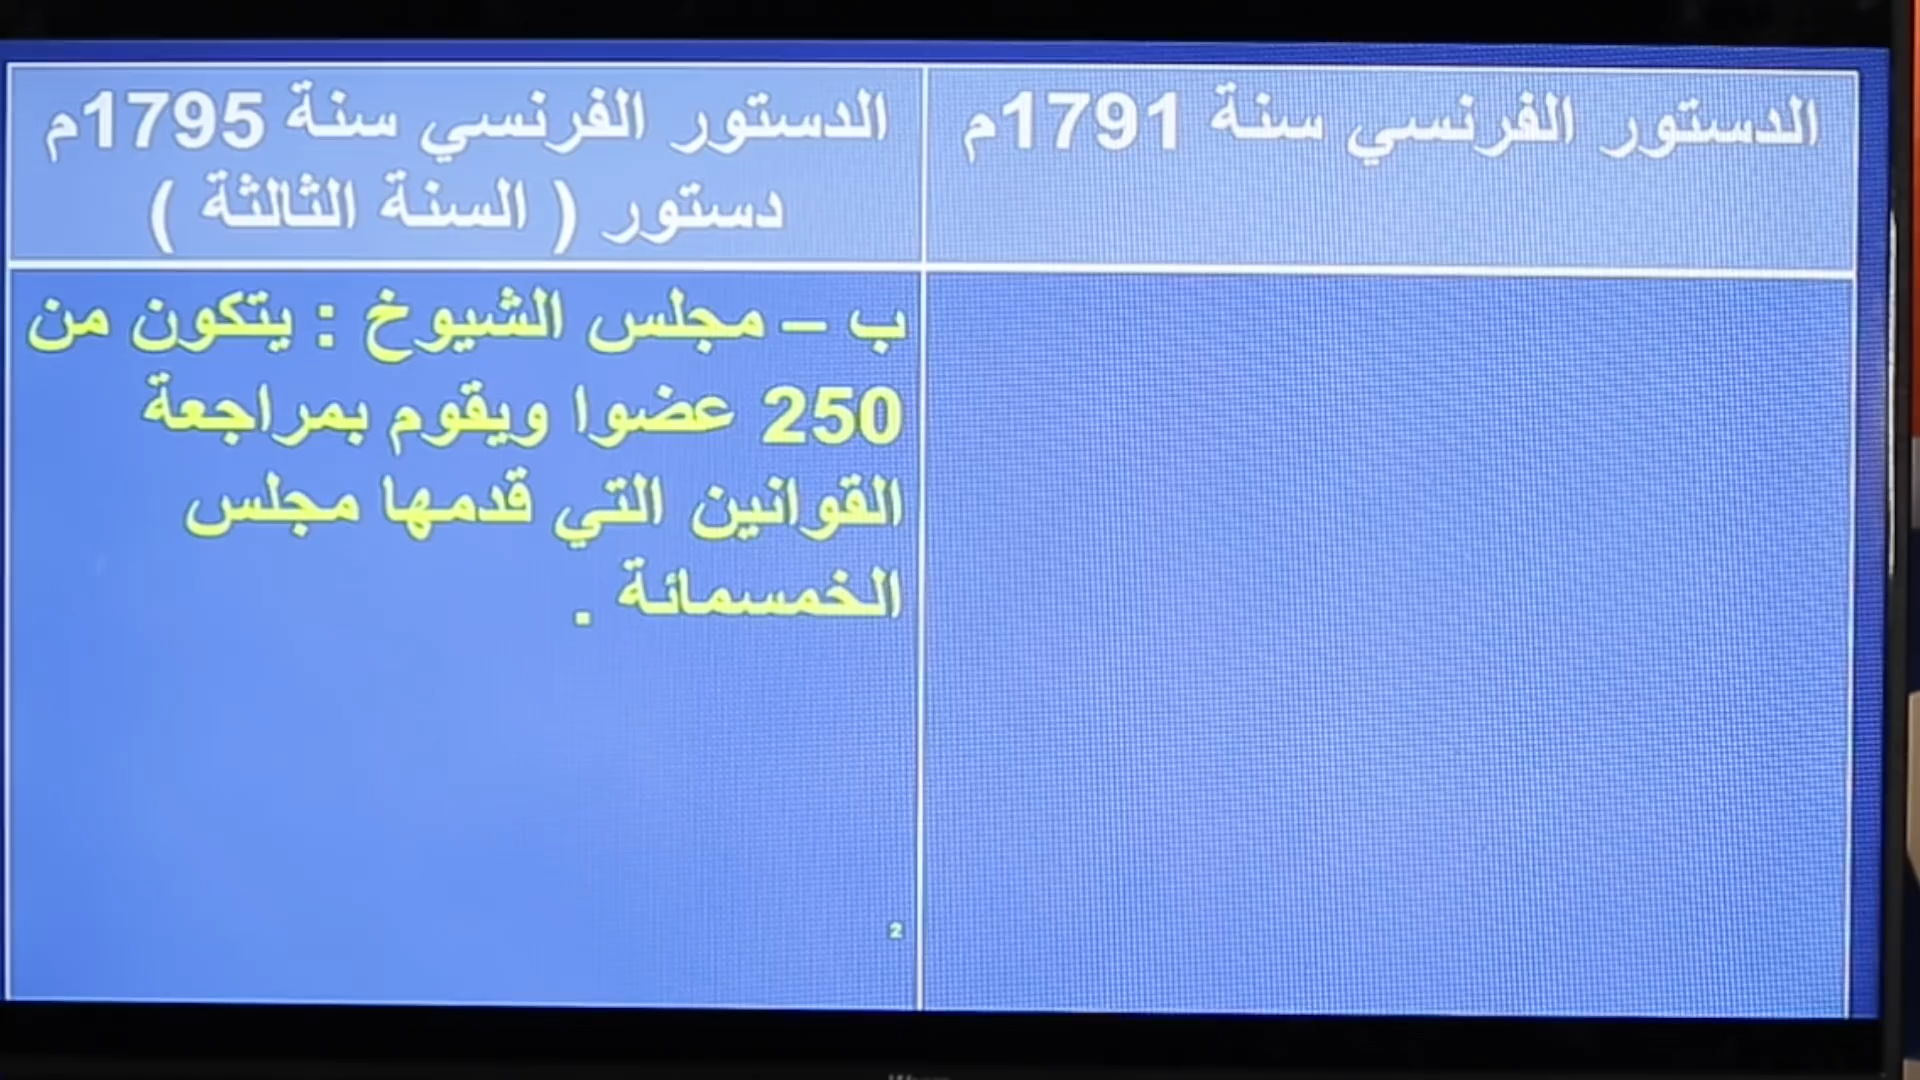 الدستور الفرنسي سنة 1791م
الدستور الفرنسي سنة 1795م
دستور ( السنة الثالثة )
ب – مجلس الشيوخ : يتكون من
250 عضوا ويقوم بمراجعة
القوانين التي قدمها مجلس
الخمسمائة .
2